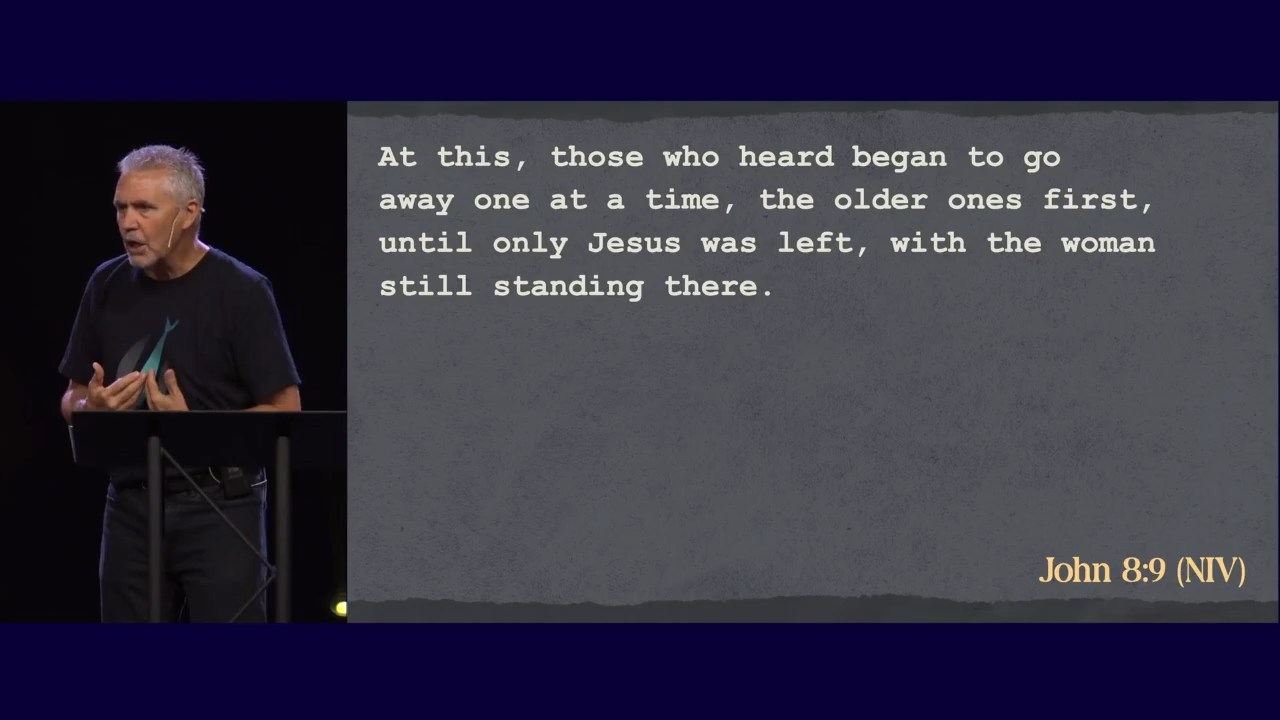 At this, those who heard began to go
away one at a time, the older ones first,
until only Jesus was left, with the woman
still standing there.
John 8:9 (NIV)